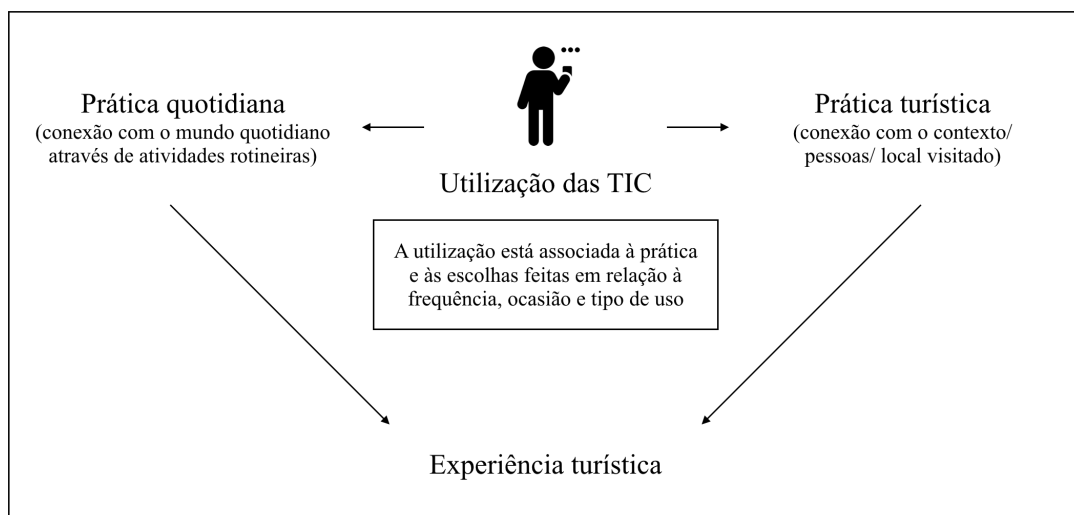 Prática quotidiana
(conexão com o mundo quotidiano
através de atividades rotineiras)
Prática turística
(conexão com o contexto/
pessoas/ local visitado)
Utilização das TIC
A utilização está associada à prática
e às escolhas feitas em relação à
frequência, ocasião e tipo de uso
Experiência turística